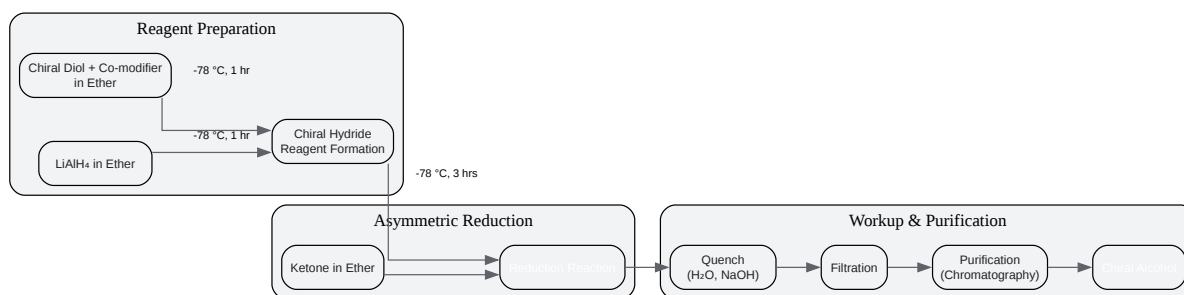 Reagent Preparation
Chiral Diol + Co-modifier
in Ether
-78 °C, 1 hr
-78 °C, 1 hr
LiAlH₄ in Ether
Chiral Hydride
Reagent Formation
-78 °C, 3 hrs
Asymmetric Reduction
Ketone in Ether
Reduction Reaction
Workup & Purification
Quench
(H₂O, NaOH)
Filtration
Purification
(Chromatography)
Chiral Alcohol